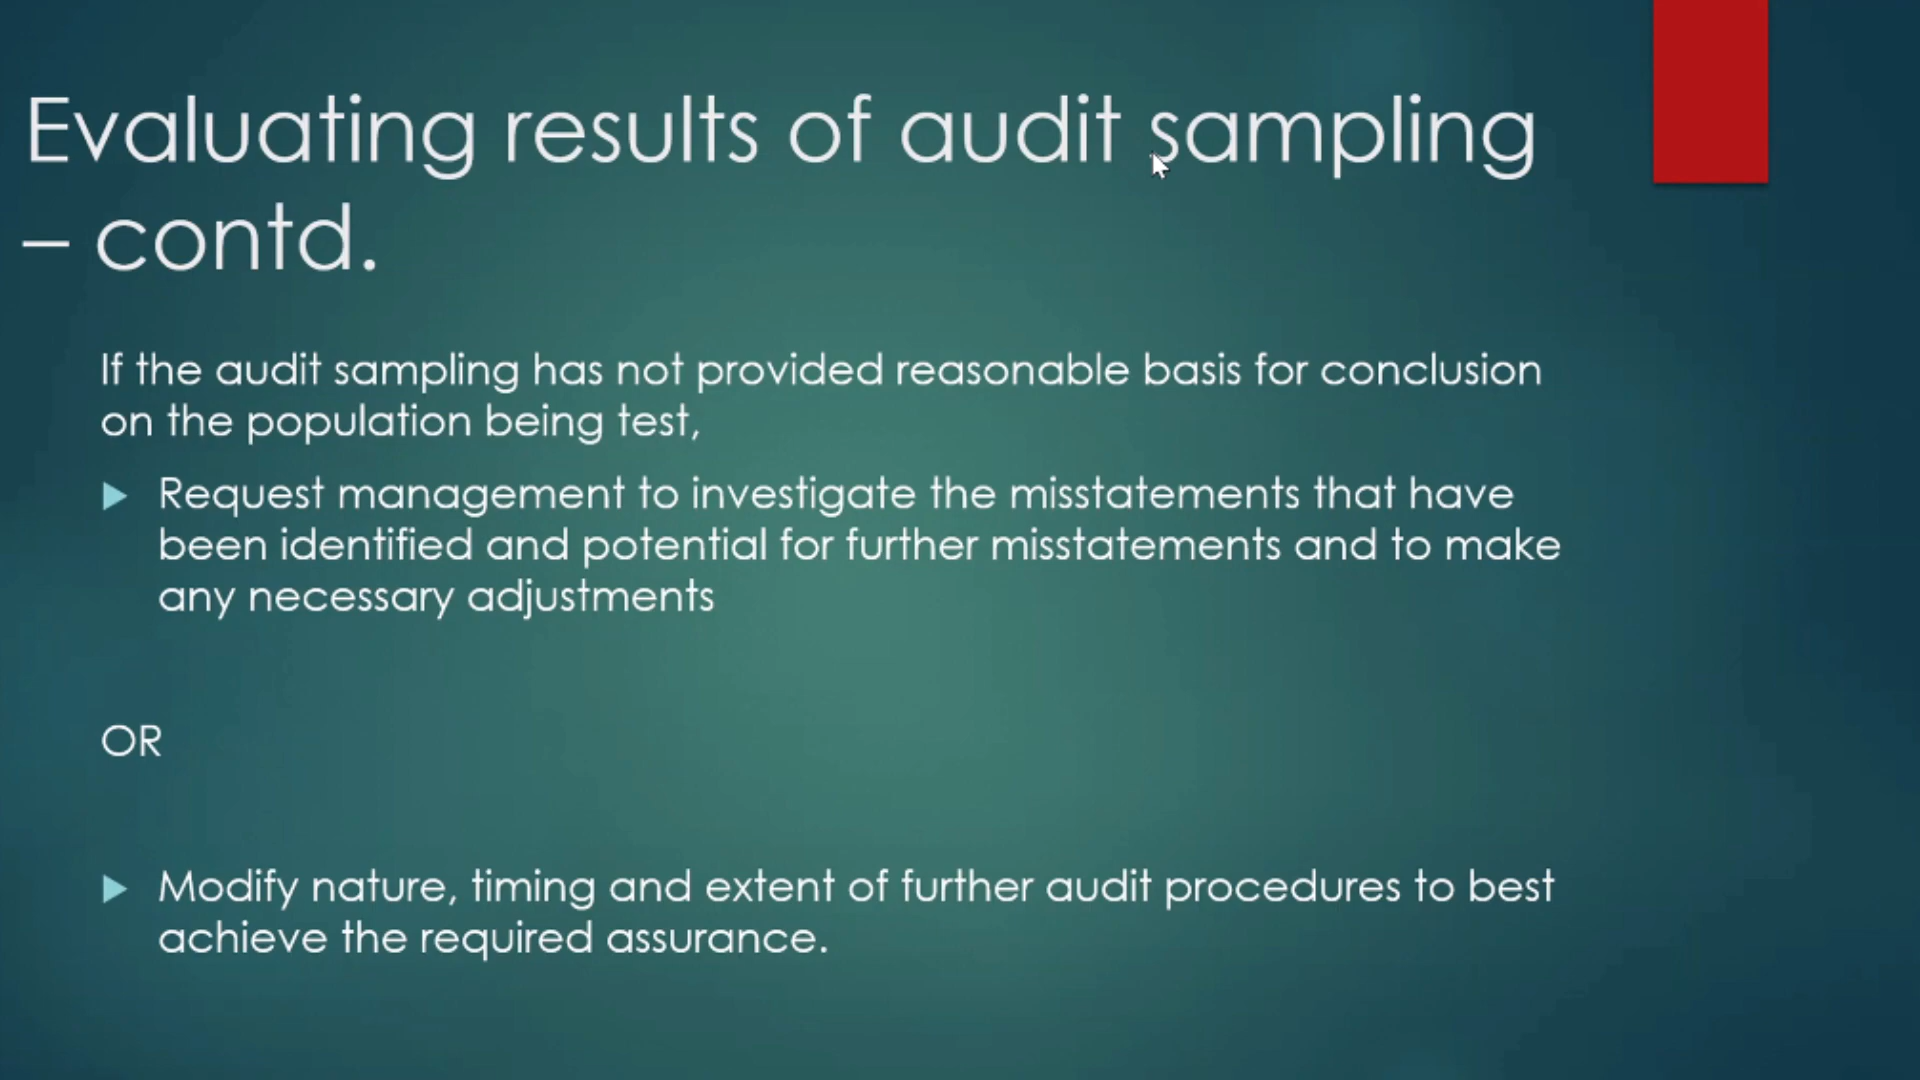 Evaluating results of audit sampling
– contd.
If the audit sampling has not provided reasonable basis for conclusion
on the population being test,
Request management to investigate the misstatements that have
been identified and potential for further misstatements and to make
any necessary adjustments
OR
Modify nature, timing and extent of further audit procedures to best
achieve the required assurance.